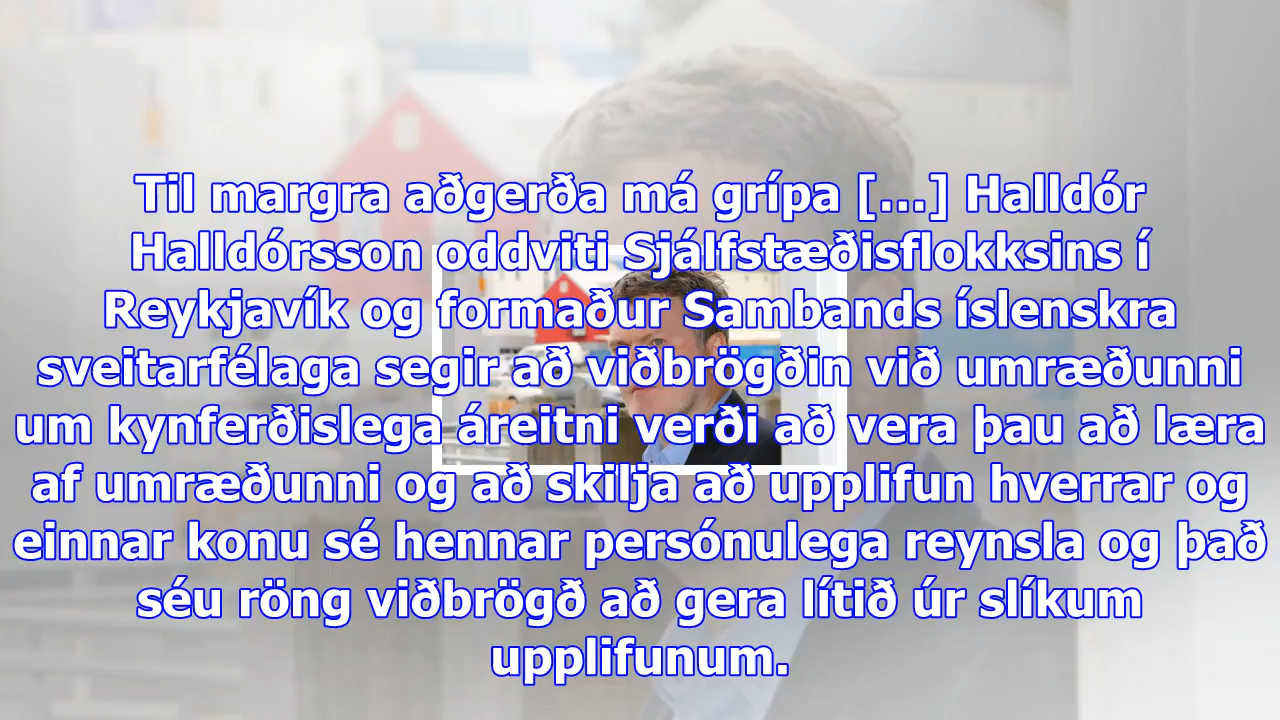 Til margra aðgerða má grípa [...] Halldór
Halldórsson oddviti Sjálfstæðisflokksins í
Reykjavík og formaður Sambands íslenskra
sveitarfélaga segir að viðbrögðin við umræðunni
um kynferðislega áreitni verði að vera þau að læra
af umræðunni og að skilja að upplifun hverrar og
einnar konu sé hennar persónulega reynsla og það
séu röng viðbrögð að gera lítið úr slíkum
upplifunum.